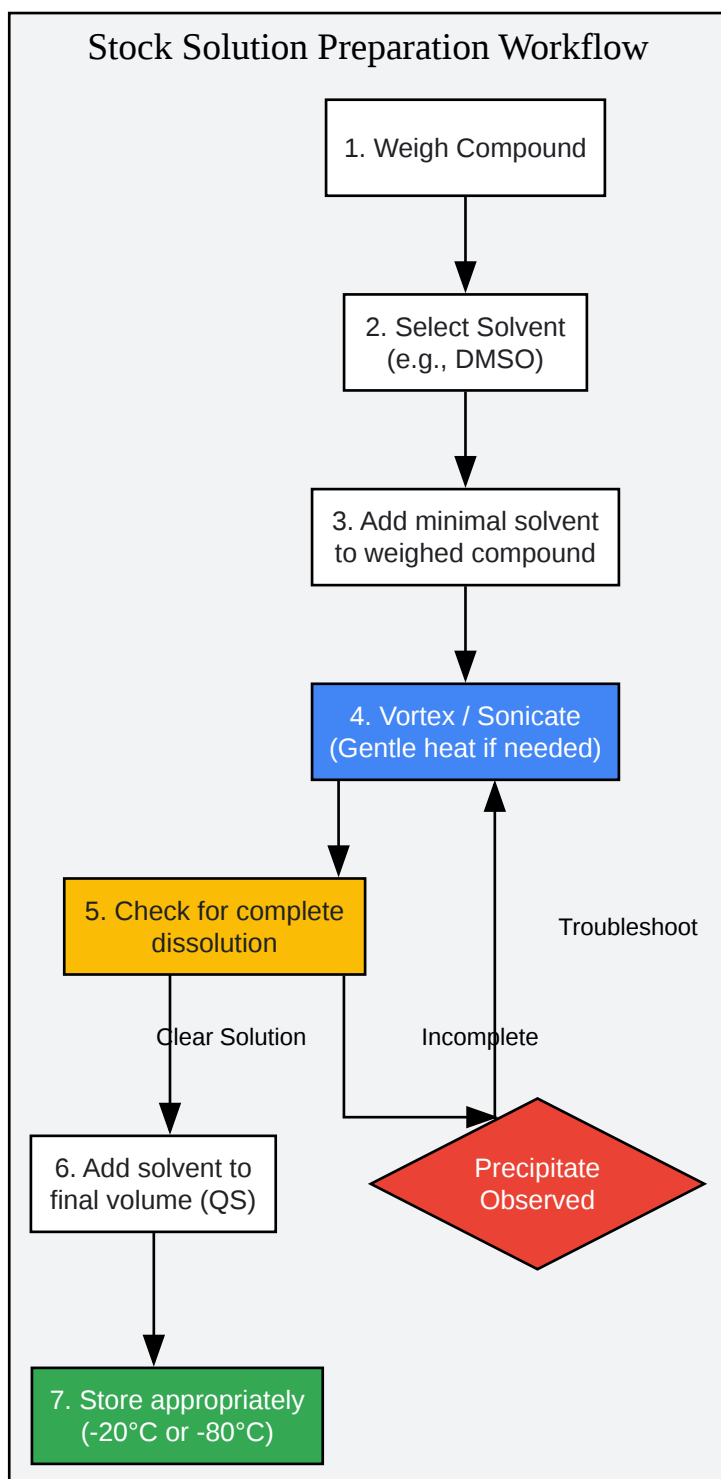 Stock Solution Preparation Workflow
1. Weigh Compound
2. Select Solvent
(e.g., DMSO)
3. Add minimal solvent
to weighed compound
4. Vortex / Sonicate
(Gentle heat if needed)
5. Check for complete
dissolution
Troubleshoot
Clear Solution
Incomplete
6. Add solvent to
final volume (QS)
Precipitate
Observed
7. Store appropriately
(-20°C or -80°C)